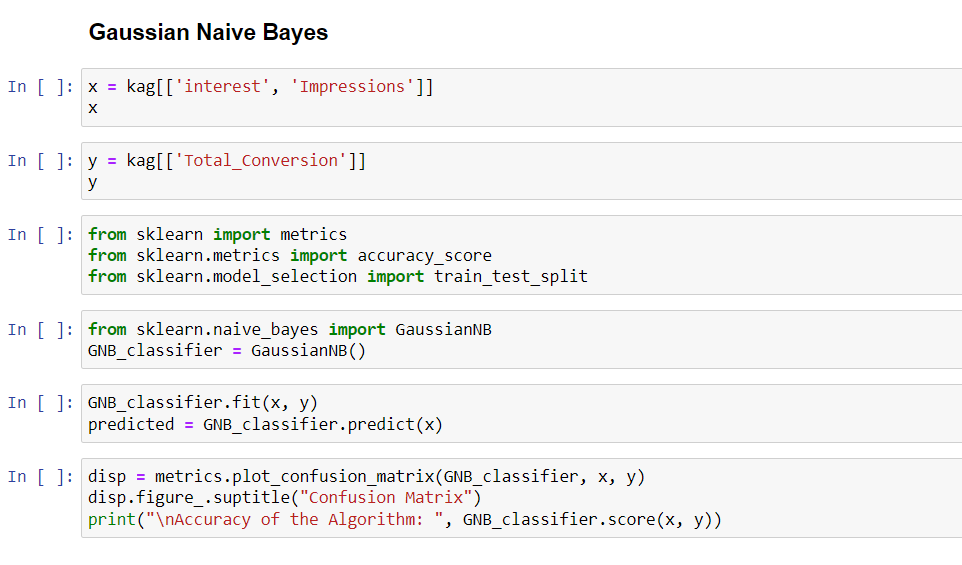 Gaussian Naive Bayes
In [ ]: x = kag[['interest', 'Impressions']]
x
In [ ]: y = kag[['Total_Conversion']]
y
In [ ]: from sklearn import metrics
from sklearn.metrics import accuracy_score
from sklearn.model_selection import train_test_split
In [ ]: from sklearn.naive_bayes import GaussianNB
GNB_classifier = GaussianNB()
In [ ]: GNB_classifier.fit(x, y)
predicted = GNB_classifier.predict(x)
In [ ]: disp = metrics.plot_confusion_matrix(GNB_classifier, x, y)
disp.figure_.suptitle("Confusion Matrix")
print("\nAccuracy of the Algorithm: ", GNB_classifier.score(x, y))